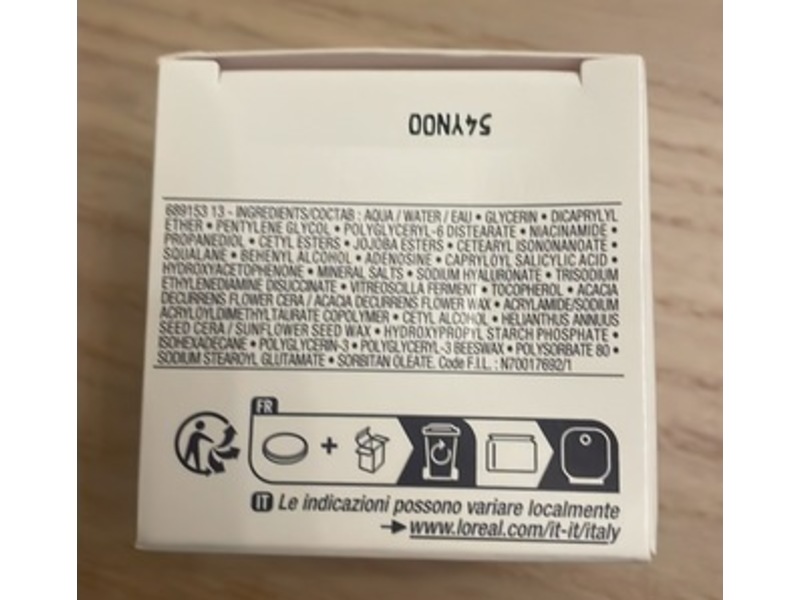 54YN00
689153 13 - INGREDIENTS/СОСТАВ : AQUA / WATER / EAU • GLYCERIN • DICAPRYLYL
ETHER • PENTYLENE GLYCOL • POLYGLYCERYL-6 DISTEARATE • NIACINAMIDE •
PROPANEDIOL • CETYL ESTERS • JOJOBA ESTERS • CETEARYL ISONONANOATE •
SQUALANE • BEHENYL ALCOHOL • ADENOSINE • CAPRYLOYL SALICYLIC ACID •
HYDROXYACETOPHENONE • MINERAL SALTS • SODIUM HYALURONATE • TRISODIUM
ETHYLENEDIAMINE DISUCCINATE • VITREOSCILLA FERMENT • TOCOPHEROL • ACACIA
DECURRENS FLOWER CERA / ACACIA DECURRENS FLOWER WAX • ACRYLAMIDE/SODIUM
ACRYLOYLDIMETHYLTAURATE COPOLYMER • CETYL ALCOHOL • HELIANTHUS ANNUUS
SEED CERA / SUNFLOWER SEED WAX • HYDROXYPROPYL STARCH PHOSPHATE •
ISOHEXADECANE • POLYGLYCERIN-3 • POLYGLYCERYL-3 BEESWAX • POLYSORBATE 80 •
SODIUM STEAROYL GLUTAMATE • SORBITAN OLEATE. Code F.I.L. : N70017692/1
FR
+
IT Le indicazioni possono variare localmente
www.loreal.com/it-it/italy